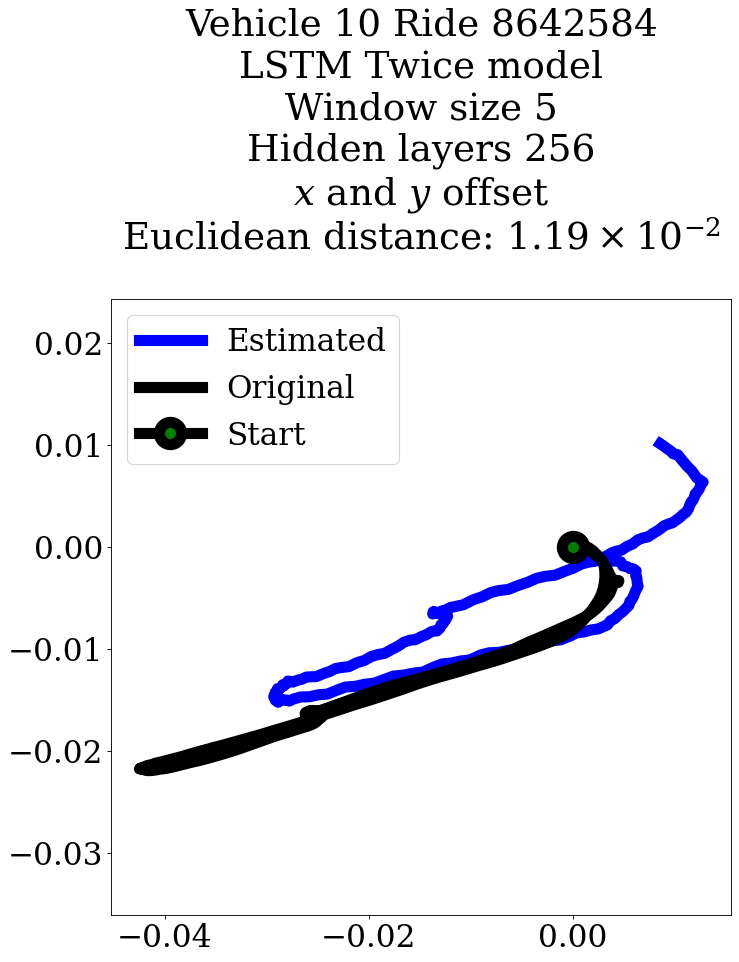 Vehicle 10 Ride 8642584
LSTM Twice model
Window size 5
Hidden layers 256
x and y offset
Euclidean distance: 1.19 × 10⁻²
Estimated
Original
Start
0.02
0.01
0.00
−0.01
−0.02
−0.03
−0.04
−0.02
0.00